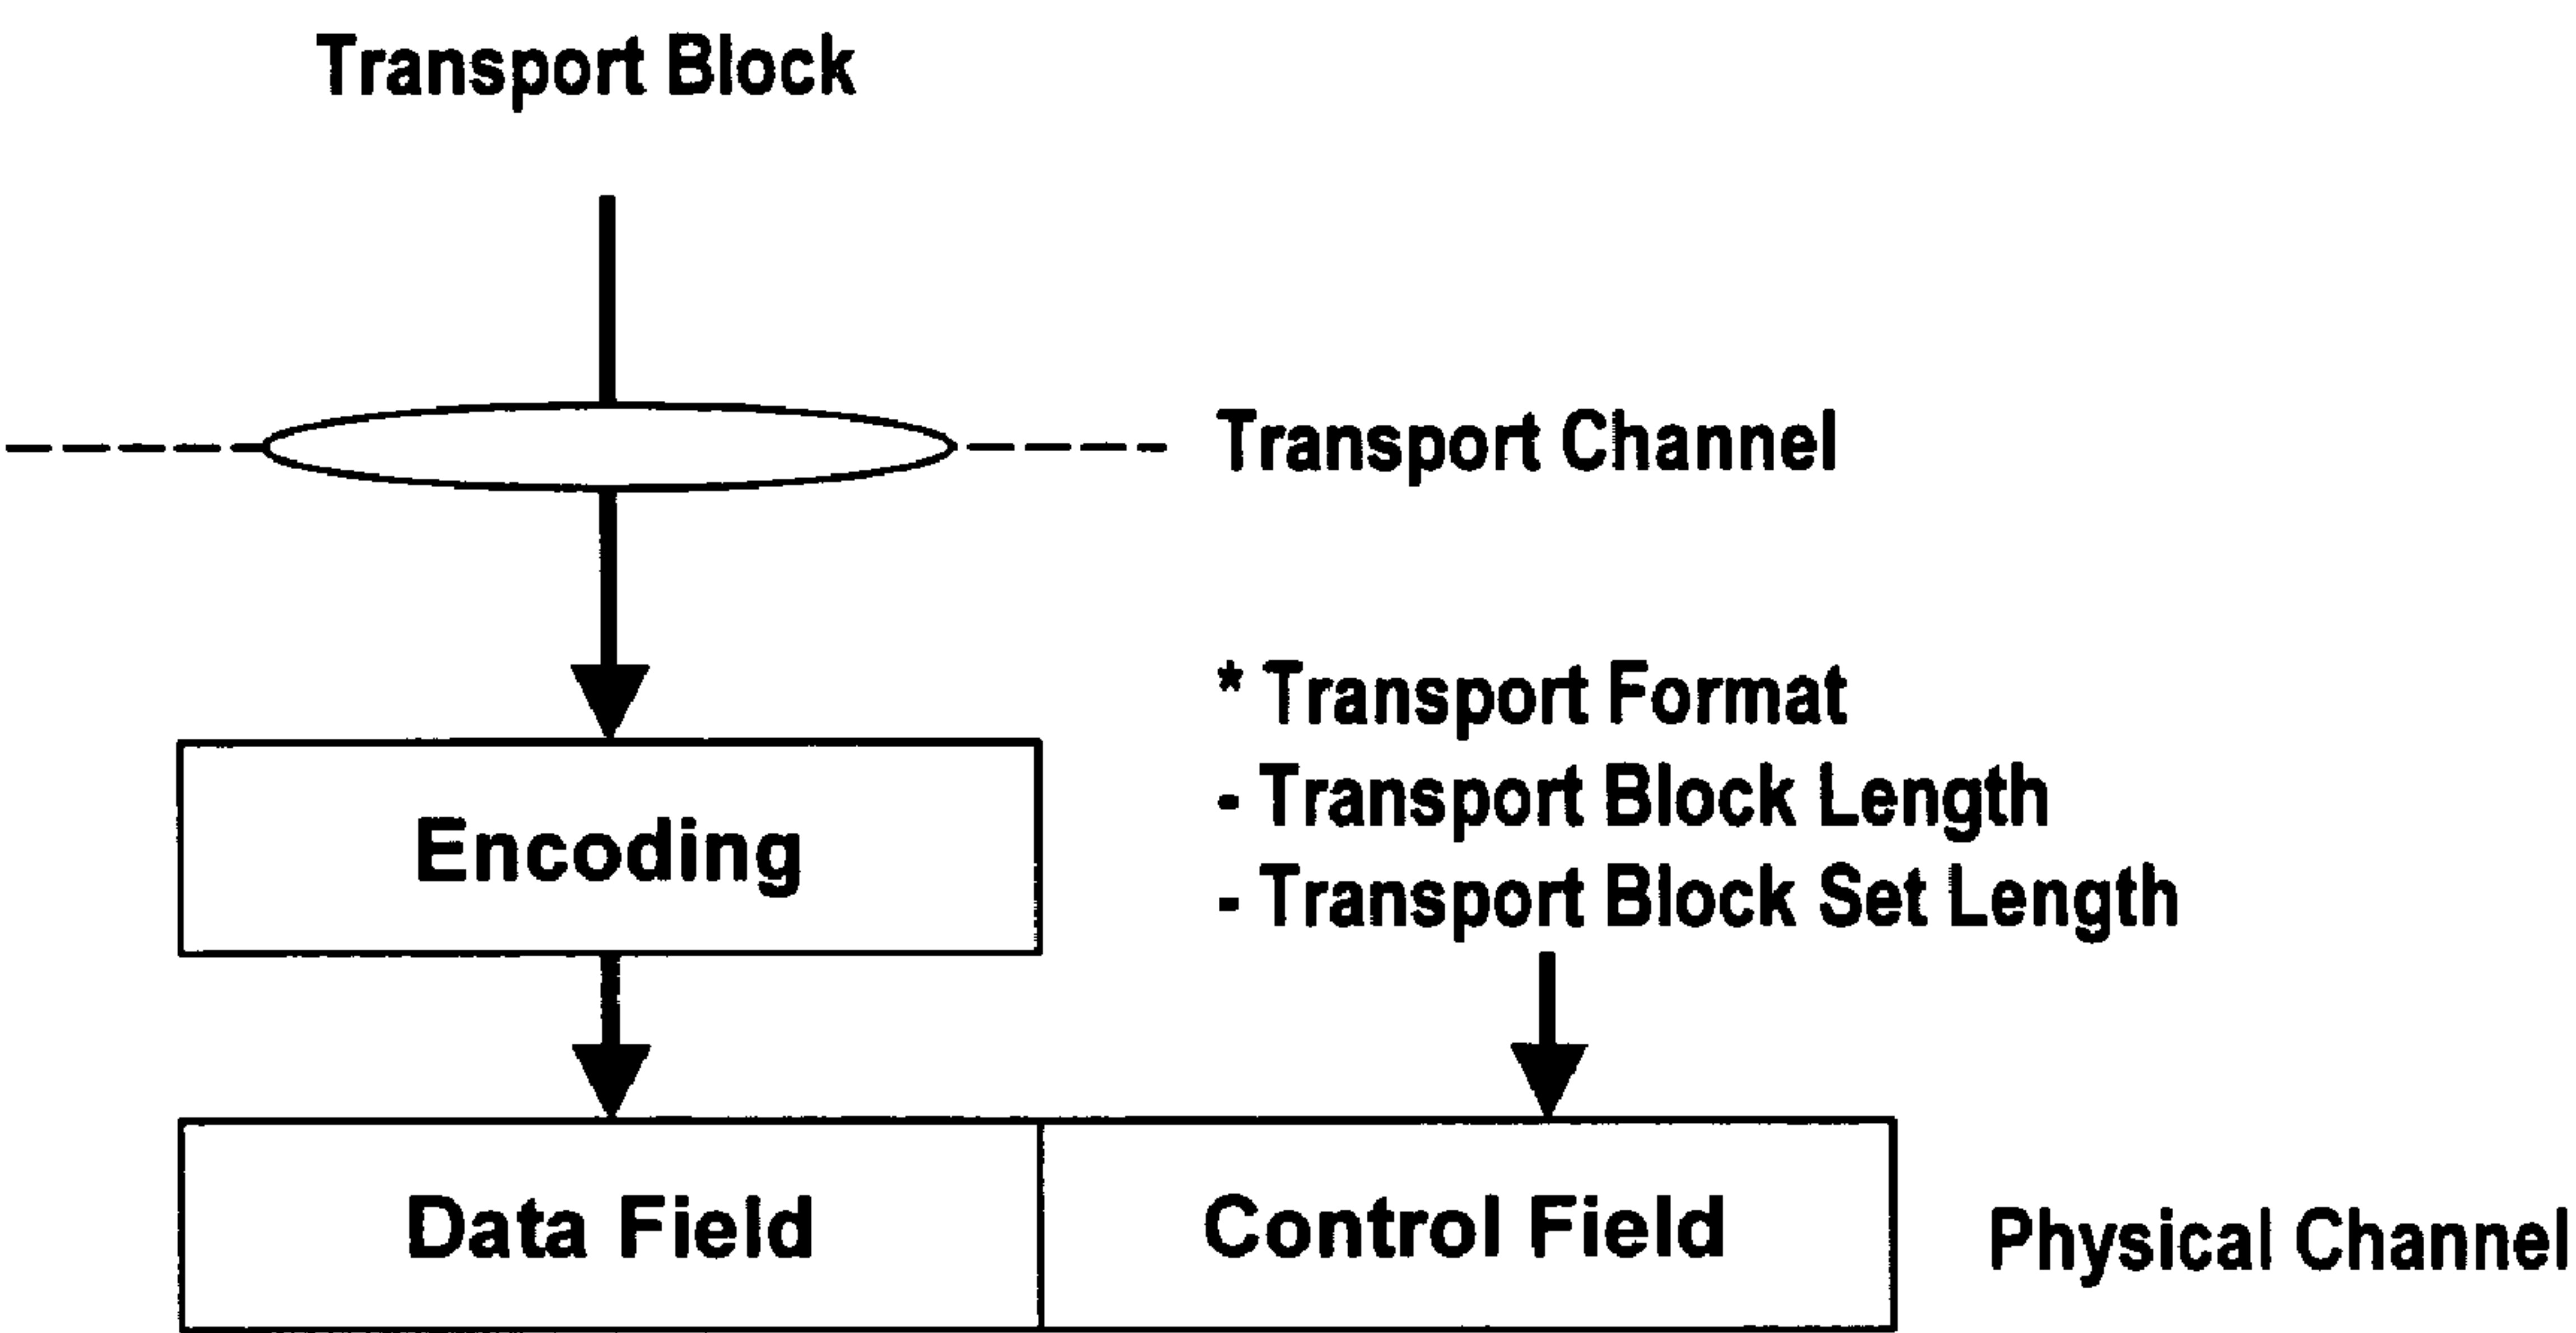 Transport Block
Transport Channel
* Transport Format
- Transport Block Length
- Transport Block Set Length
Encoding
Data Field
Control Field
Physical Channel